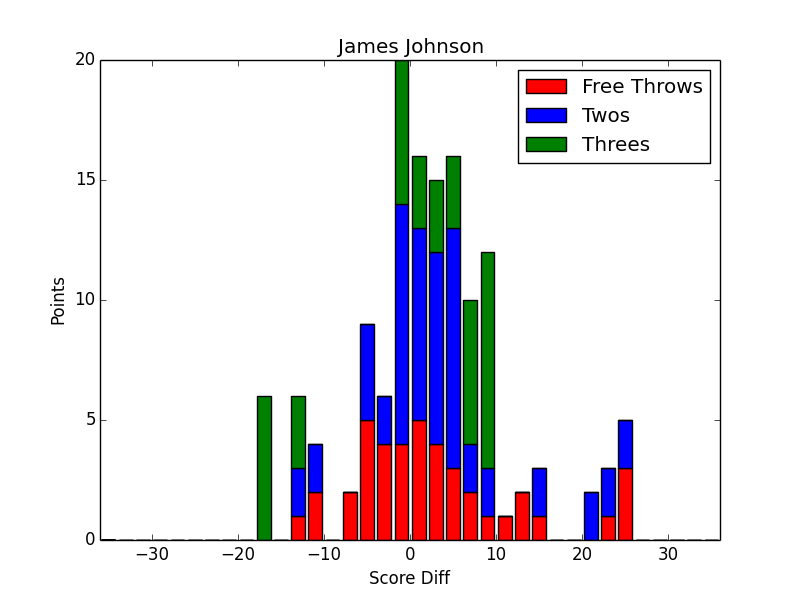 James Johnson
Free Throws
Twos
Threes
20
15
10
5
0
Points
−30 −20 −10 0 10 20 30
Score Diff